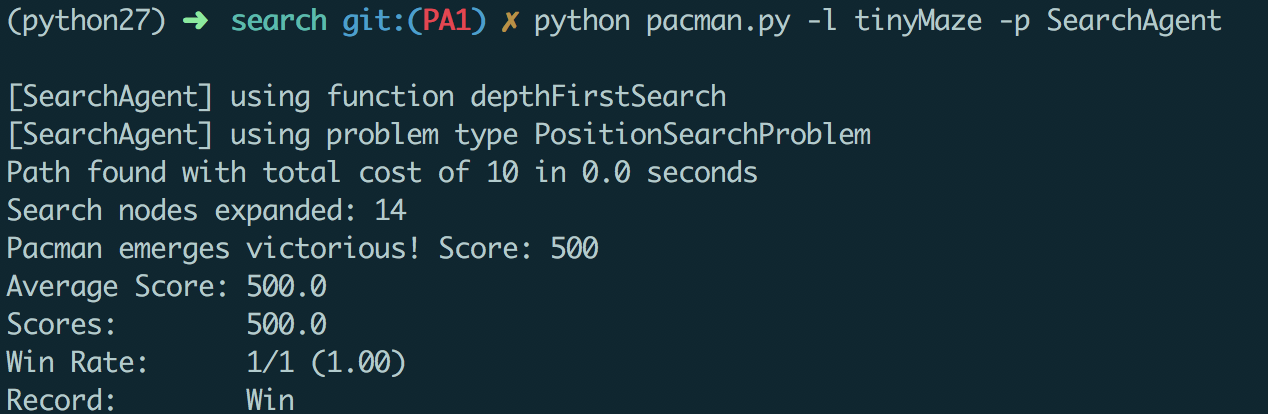 (python27) ➜ search git:(PA1) ✗ python pacman.py -l tinyMaze -p SearchAgent
[SearchAgent] using function depthFirstSearch
[SearchAgent] using problem type PositionSearchProblem
Path found with total cost of 10 in 0.0 seconds
Search nodes expanded: 14
Pacman emerges victorious! Score: 500
Average Score: 500.0
Scores:        500.0
Win Rate:      1/1 (1.00)
Record:        Win